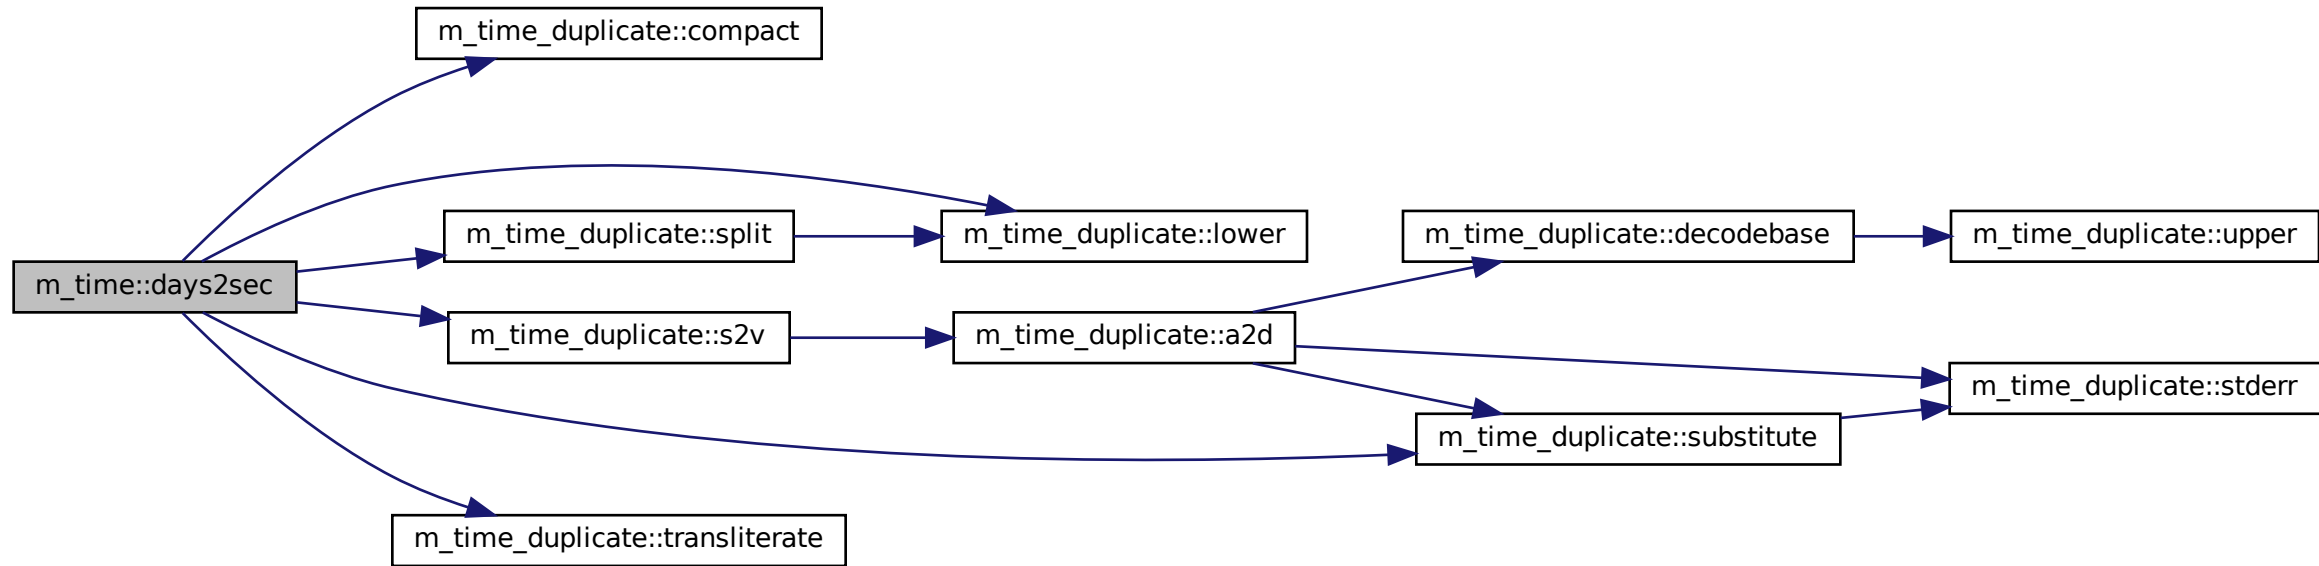 m_time_duplicate::compact
m_time_duplicate::split
m_time_duplicate::lower
m_time_duplicate::decodebase
m_time_duplicate::upper
m_time::days2sec
m_time_duplicate::s2v
m_time_duplicate::a2d
m_time_duplicate::stderr
m_time_duplicate::substitute
m_time_duplicate::transliterate